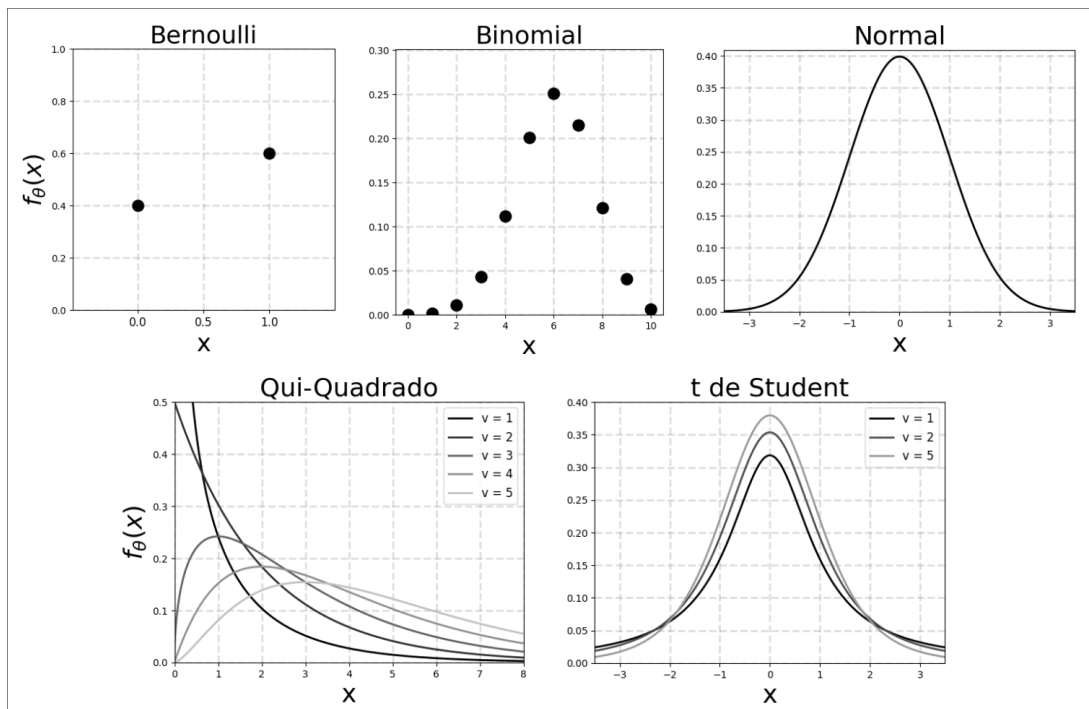 Bernoulli
1.0
0.8
0.6
0.4
0.2
0.0
0.0 0.5 1.0
f_θ(x)
x
Binomial
0.30
0.25
0.20
0.15
0.10
0.05
0.00
0 2 4 6 8 10
x
Normal
0.40
0.35
0.30
0.25
0.20
0.15
0.10
0.05
0.00
−3 −2 −1 0 1 2 3
x
Qui-Quadrado
0.5
0.4
0.3
0.2
0.1
0.0
0 1 2 3 4 5 6 7 8
f_θ(x)
x
v = 1
v = 2
v = 3
v = 4
v = 5
t de Student
0.40
0.35
0.30
0.25
0.20
0.15
0.10
0.05
0.00
−3 −2 −1 0 1 2 3
x
v = 1
v = 2
v = 5